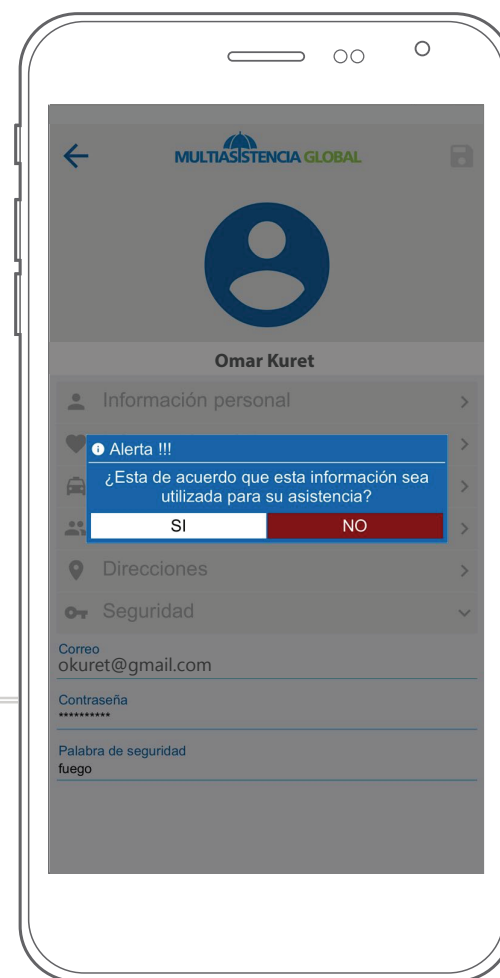 MULTIASISTENCIA GLOBAL
Omar Kuret
Información personal
Alerta !!!
¿Esta de acuerdo que esta información sea
utilizada para su asistencia?
SI NO
Direcciones
Seguridad
Correo
okuret@gmail.com
Contraseña
**********
Palabra de seguridad
fuego